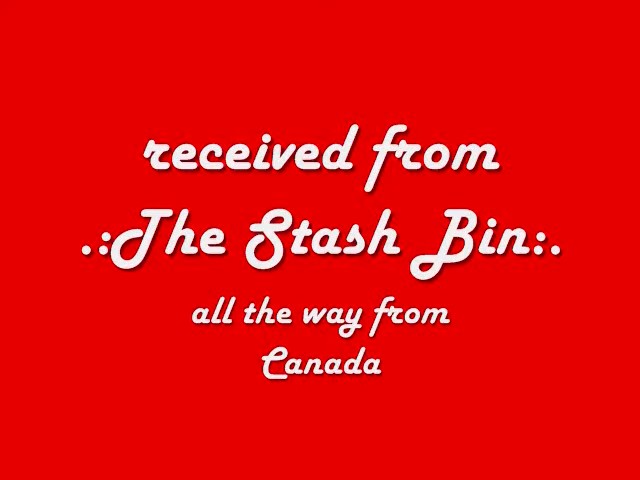 received from
.:The Stash Bin:.
all the way from
Canada